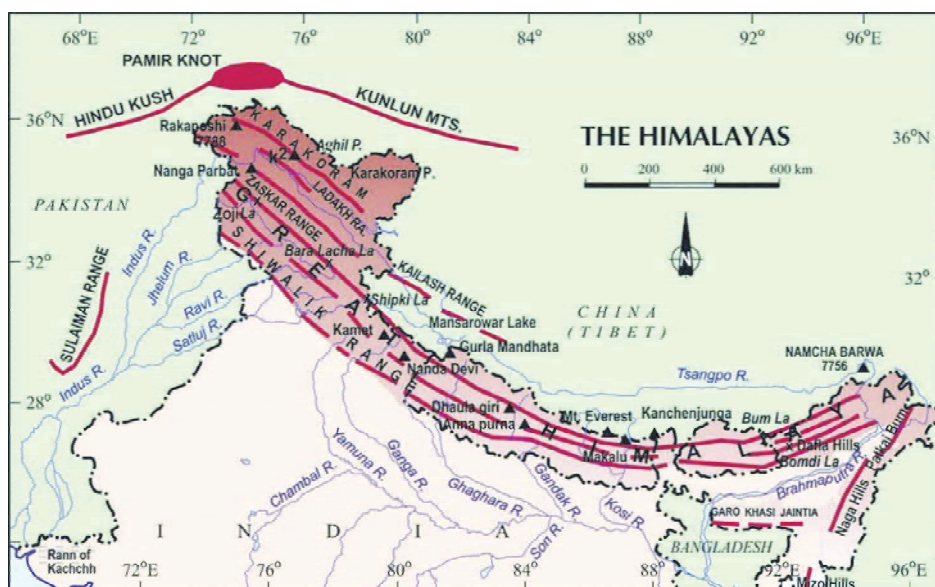 68°E 72° 76° 80° 84° 88° 92° 96°E
PAMIR KNOT
HINDU KUSH
KUNLUN MTS.
36°N
36°N
THE HIMALAYAS
0 200 400 600 km
N
Rakaposhi
7788
KARAKORAM
Aghil P.
K2
Karakoram P.
Nanga Parbat
LADAKH RA.
ZASKAR RANGE
PAKISTAN
Zoji La
GREAT HIMALAYA
SHIWALIK RANGE
Bara Lacha La
SULAIMAN RANGE
Indus R.
Jhelum R.
Ravi R.
Satluj R.
Indus R.
32°N
32°
KAILASH RANGE
Shipki La
Mansarowar Lake
CHINA
(TIBET)
Kamet
Gurla Mandhata
Nanda Devi
NAMCHA BARWA
7756
Tsangpo R.
28°
28°
Dhaula giri
Anna purna
Mt. Everest
Kanchenjunga
Makalu
Bum La
Dafla Hills
Bomdi La
Patkai Bum
Brahmaputra R.
Naga Hills
Yamuna R.
Ganga R.
Chambal R.
Ghaghara R.
Gandak R.
Kosi R.
Son R.
GARO KHASI JAINTIA
INDIA
BANGLADESH
Mizo Hills
Rann of
Kachchh
72°E 76° 80° 84° 88° 92°E 96°E